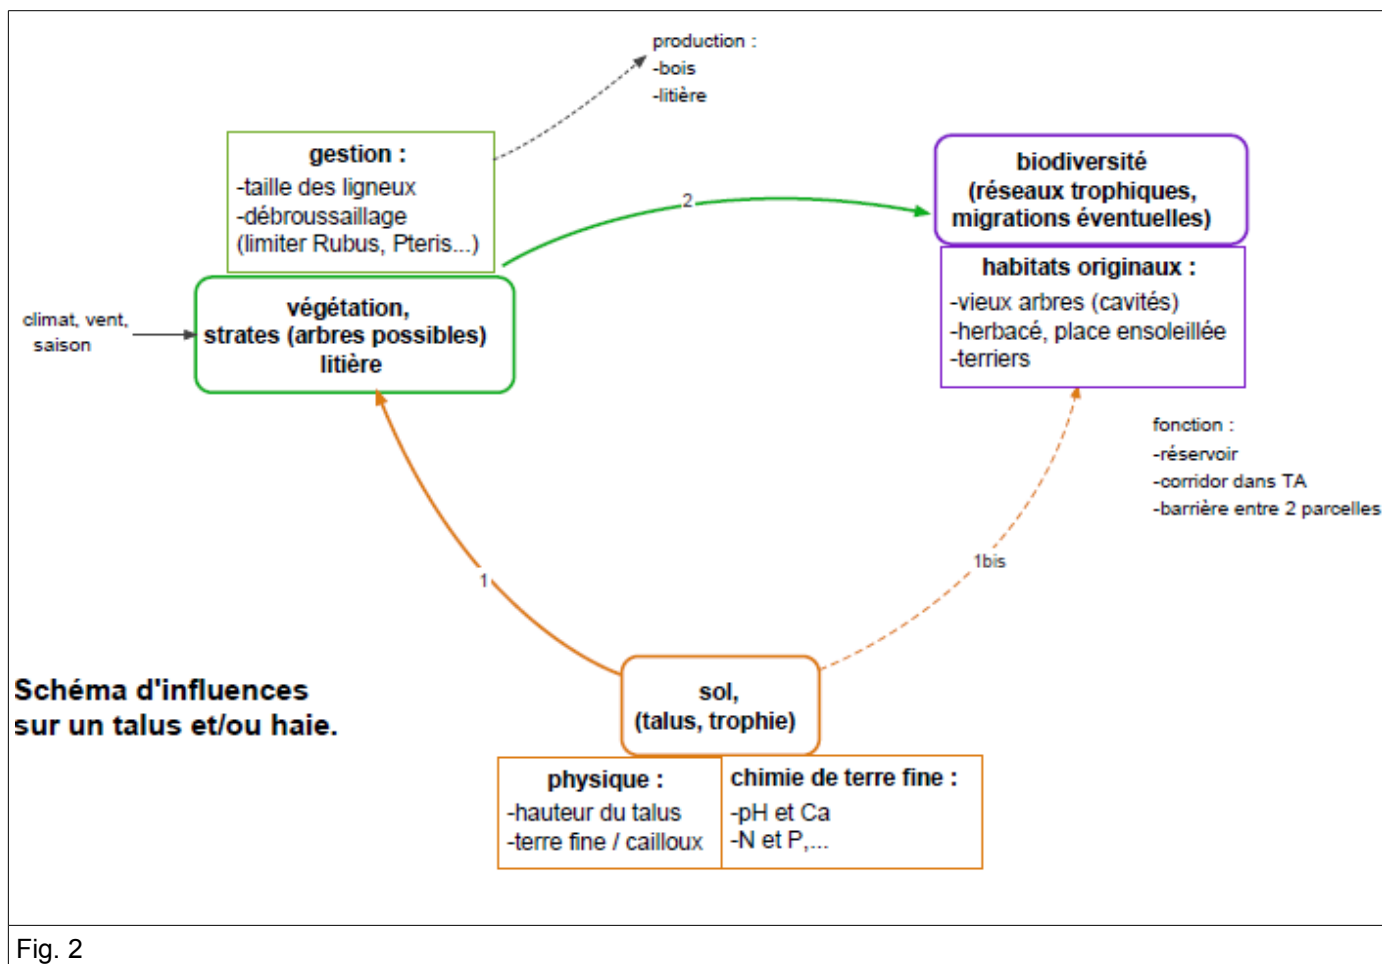 production :
-bois
-litière
gestion :
-taille des ligneux
-débroussaillage
(limiter Rubus, Pteris...)
2
biodiversité
(réseaux trophiques,
migrations éventuelles)
habitats originaux :
-vieux arbres (cavités)
-herbacé, place ensoleillée
-terriers
climat, vent,
saison
végétation,
strates (arbres possibles)
litière
fonction :
-réservoir
-corridor dans TA
-barrière entre 2 parcelles
1
1bis
Schéma d'influences
sur un talus et/ou haie.
sol,
(talus, trophie)
physique :
-hauteur du talus
-terre fine / cailloux
chimie de terre fine :
-pH et Ca
-N et P,...
Fig. 2